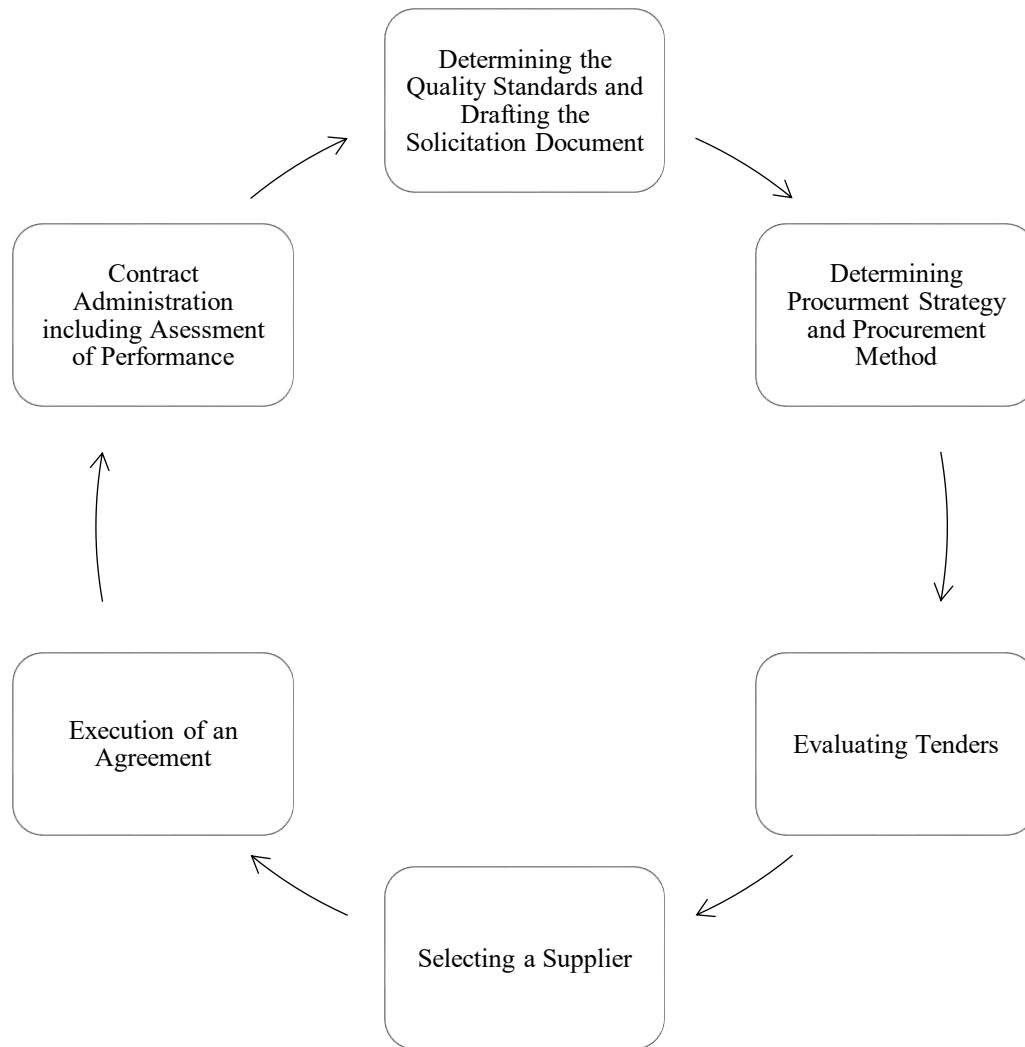 Determining the
Quality Standards and
Drafting the
Solicitation Document
Determining
Procurment Strategy
and Procurement
Method
Evaluating Tenders
Selecting a Supplier
Execution of an
Agreement
Contract
Administration
including Asessment
of Performance